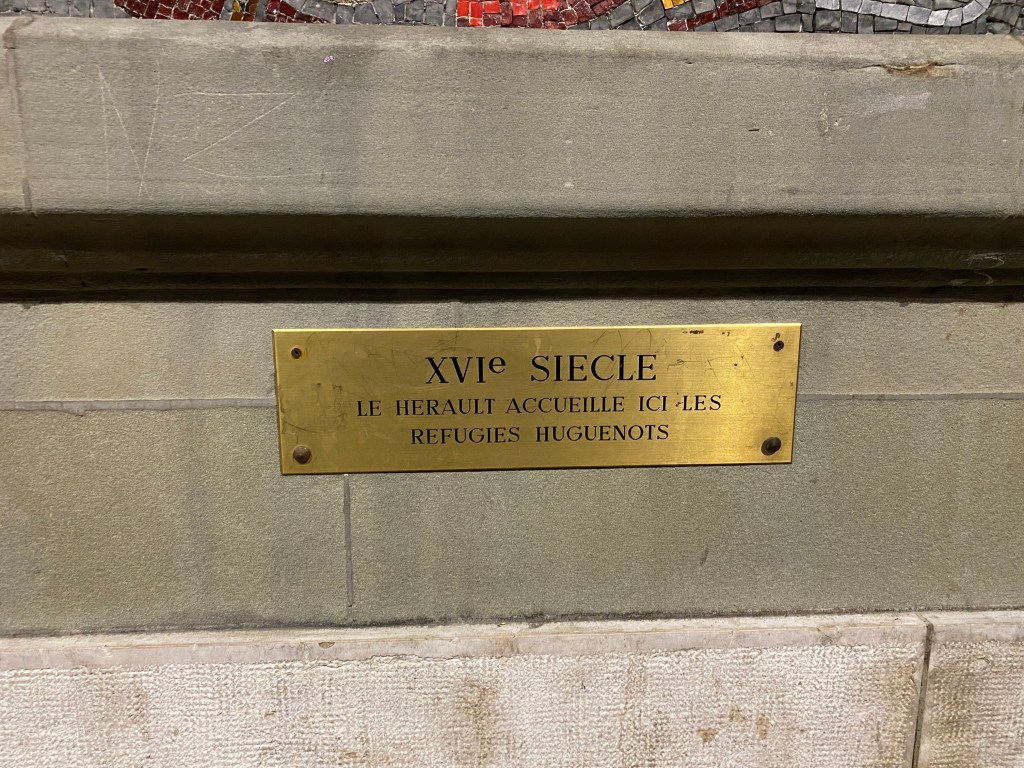 XVIe SIECLE
LE HERAULT ACCUEILLE ICI LES
REFUGIES HUGUENOTS